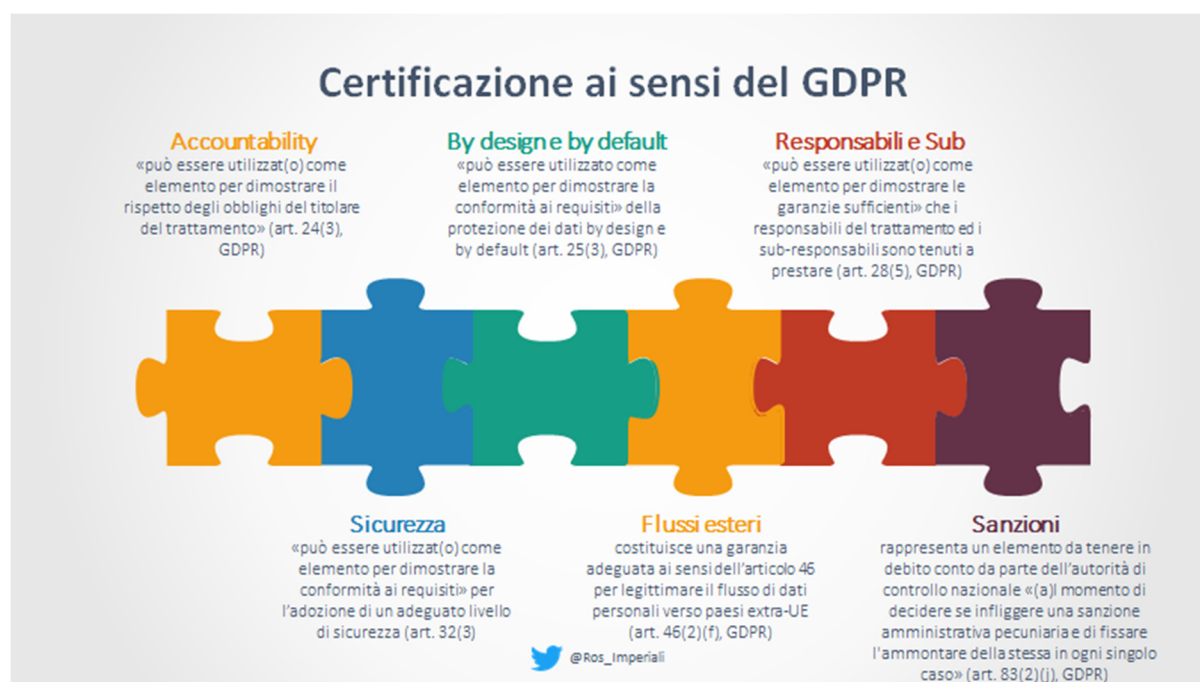 Certificazione ai sensi del GDPR
Accountability
«può essere utilizzat(o) come
elemento per dimostrare il
rispetto degli obblighi del titolare
del trattamento» (art. 24(3),
GDPR)
By design e by default
«può essere utilizzato come
elemento per dimostrare la
conformità ai requisiti» della
protezione dei dati by design e
by default (art. 25(3), GDPR)
Responsabili e Sub
«può essere utilizzat(o) come
elemento per dimostrare le
garanzie sufficienti» che i
responsabili del trattamento ed i
sub-responsabili sono tenuti a
prestare (art. 28(5), GDPR)
Sicurezza
«può essere utilizzat(o) come
elemento per dimostrare la
conformità ai requisiti» per
l’adozione di un adeguato livello
di sicurezza (art. 32(3)
Flussi esteri
costituisce una garanzia
adeguata ai sensi dell’articolo 46
per legittimare il flusso di dati
personali verso paesi extra-UE
(art. 46(2)(f), GDPR)
Sanzioni
rappresenta un elemento da tenere in
debito conto da parte dell’autorità di
controllo nazionale «(a)l momento di
decidere se infliggere una sanzione
amministrativa pecuniaria e di fissare
l'ammontare della stessa in ogni singolo
caso» (art. 83(2)(j), GDPR)
@Ros_Imperiali